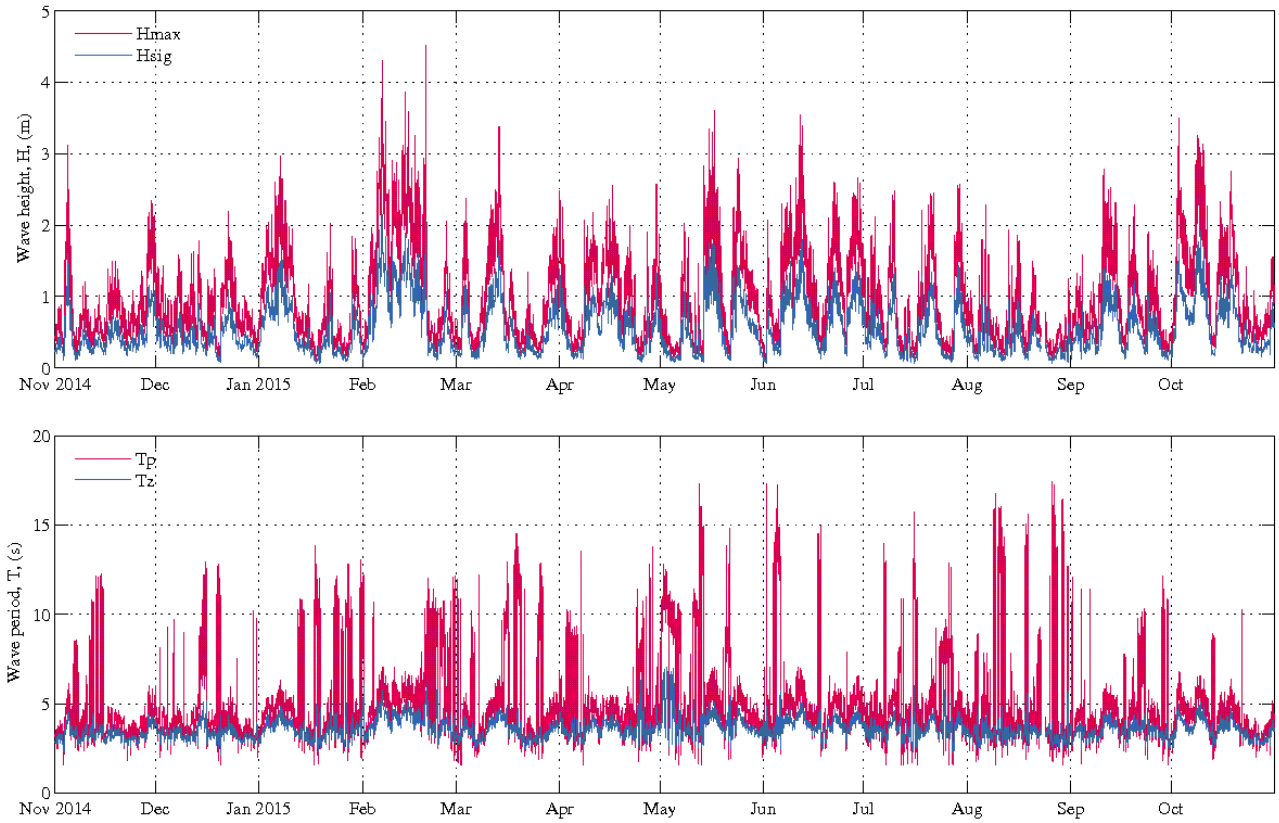 5
4
3
2
1
0
Wave height, H, (m)
Hmax
Hsig
Nov 2014 Dec Jan 2015 Feb Mar Apr May Jun Jul Aug Sep Oct
20
15
10
5
0
Wave period, T, (s)
Tp
Tz
Nov 2014 Dec Jan 2015 Feb Mar Apr May Jun Jul Aug Sep Oct